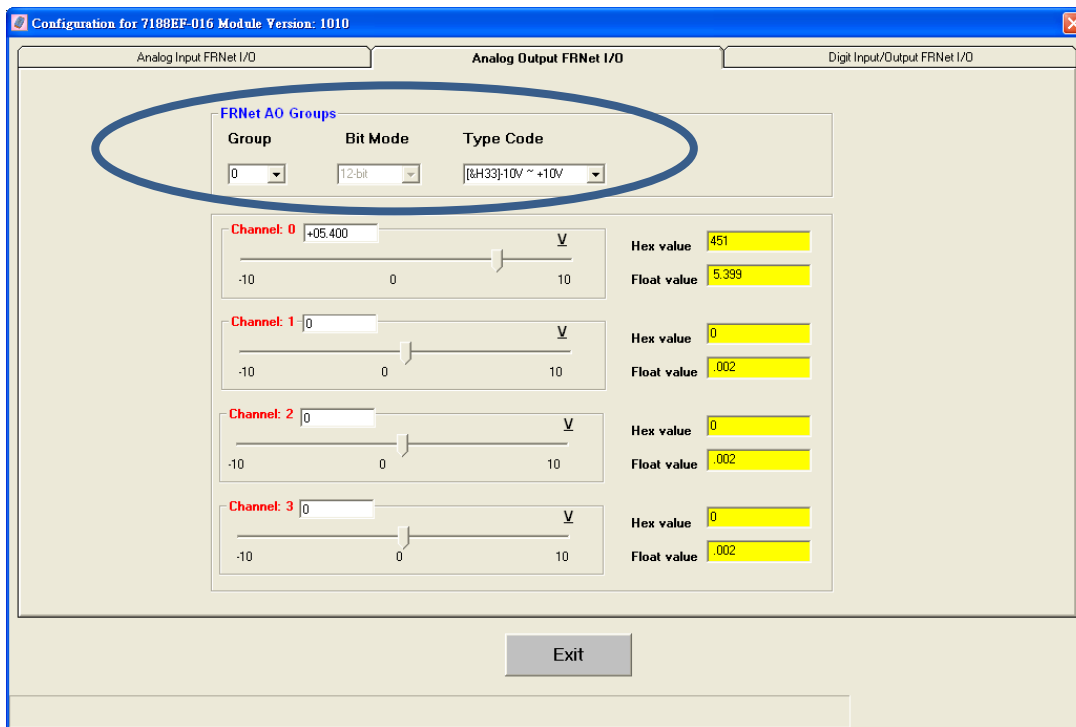 Configuration for 7188EF-016 Module Version: 1010
Analog Input FRNet I/O Analog Output FRNet I/O Digit Input/Output FRNet I/O
FRNet AO Groups
Group Bit Mode Type Code
0 12-bit [&H33]-10V ~ +10V
Channel: 0 +05.400 V
-10 0 10
Hex value 451
Float value 5.399
Channel: 1 0 V
-10 0 10
Hex value 0
Float value .002
Channel: 2 0 V
-10 0 10
Hex value 0
Float value .002
Channel: 3 0 V
-10 0 10
Hex value 0
Float value .002
Exit